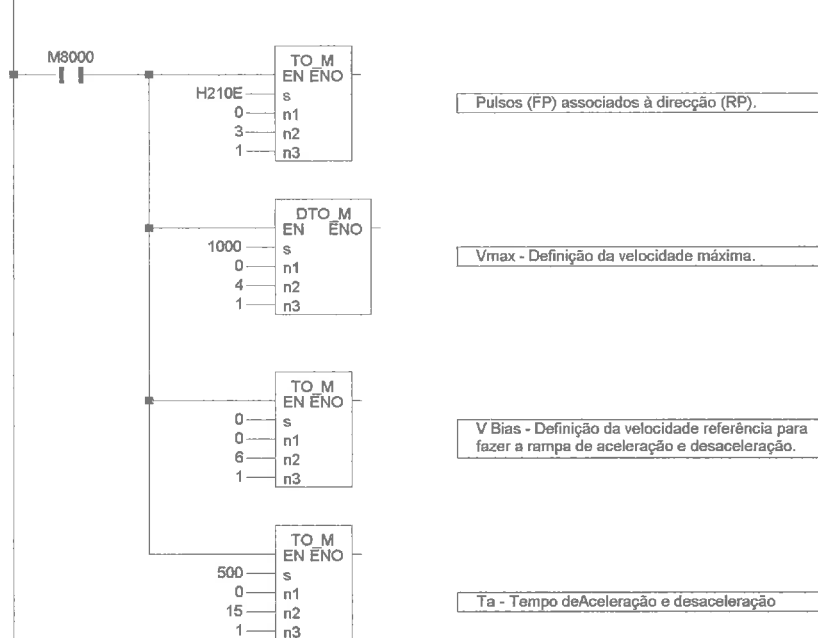 M8000
TO_M
EN ENO
H210E s
0 n1
3 n2
1 n3
Pulsos (FP) associados à direcção (RP).
DTO_M
EN ENO
1000 s
0 n1
4 n2
1 n3
Vmax - Definição da velocidade máxima.
TO_M
EN ENO
0 s
0 n1
6 n2
1 n3
V Bias - Definição da velocidade referência para
fazer a rampa de aceleração e desaceleração.
TO_M
EN ENO
500 s
0 n1
15 n2
1 n3
Ta - Tempo deAceleração e desaceleração